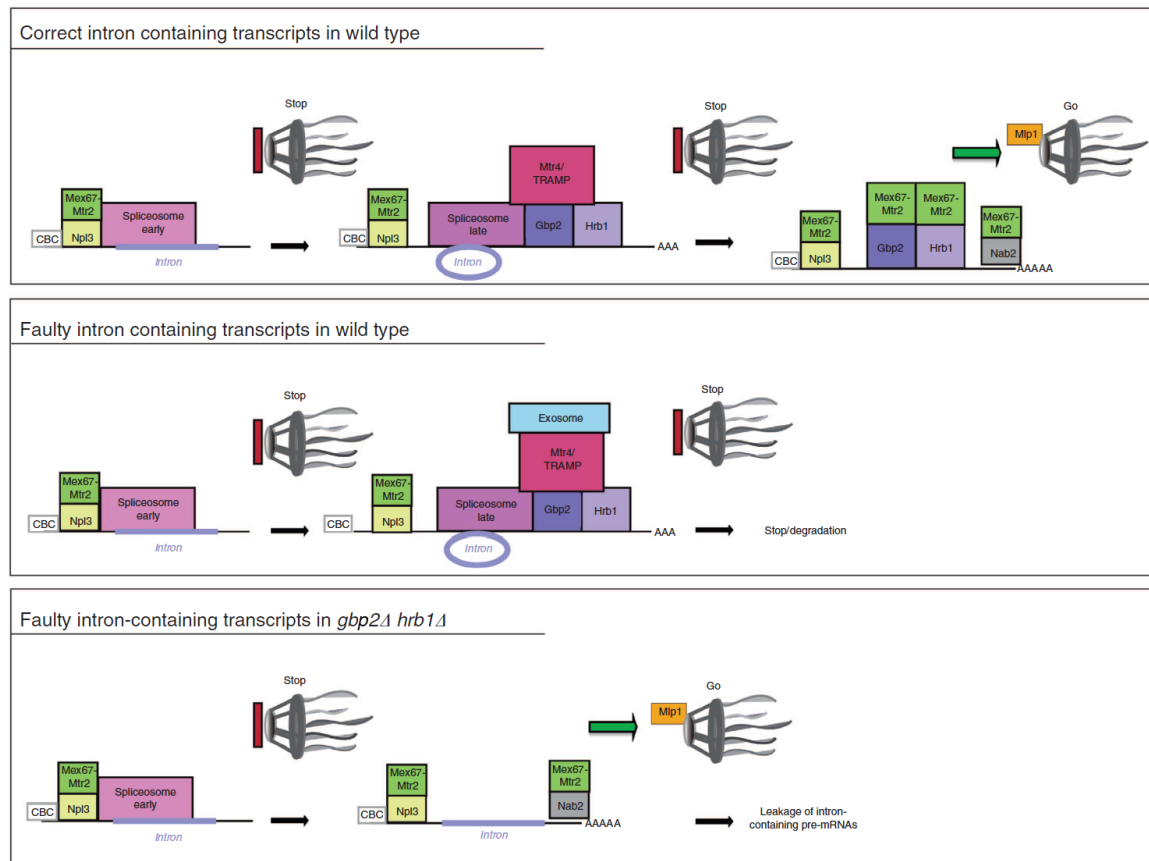 Correct intron containing transcripts in wild type
Stop
Stop
Go
Mlp1
Mtr4/
TRAMP
Mex67-
Mtr2
Spliceosome
early
Mex67-
Mtr2
Spliceosome
late
Gbp2
Hrb1
Mex67-
Mtr2
Mex67-
Mtr2
Mex67-
Mtr2
Mex67-
Mtr2
CBC
Npl3
CBC
Npl3
AAA
CBC
Npl3
Gbp2
Hrb1
Nab2
AAAAA
Intron
Intron
Faulty intron containing transcripts in wild type
Stop
Stop
Exosome
Mtr4/
TRAMP
Mex67-
Mtr2
Spliceosome
early
Mex67-
Mtr2
Spliceosome
late
Gbp2
Hrb1
CBC
Npl3
CBC
Npl3
AAA
Stop/degradation
Intron
Intron
Faulty intron-containing transcripts in gbp2Δ hrb1Δ
Stop
Go
Mlp1
Mex67-
Mtr2
Spliceosome
early
Mex67-
Mtr2
Mex67-
Mtr2
CBC
Npl3
CBC
Npl3
Nab2
AAAAA
Intron
Intron
Leakage of intron-
containing pre-mRNAs